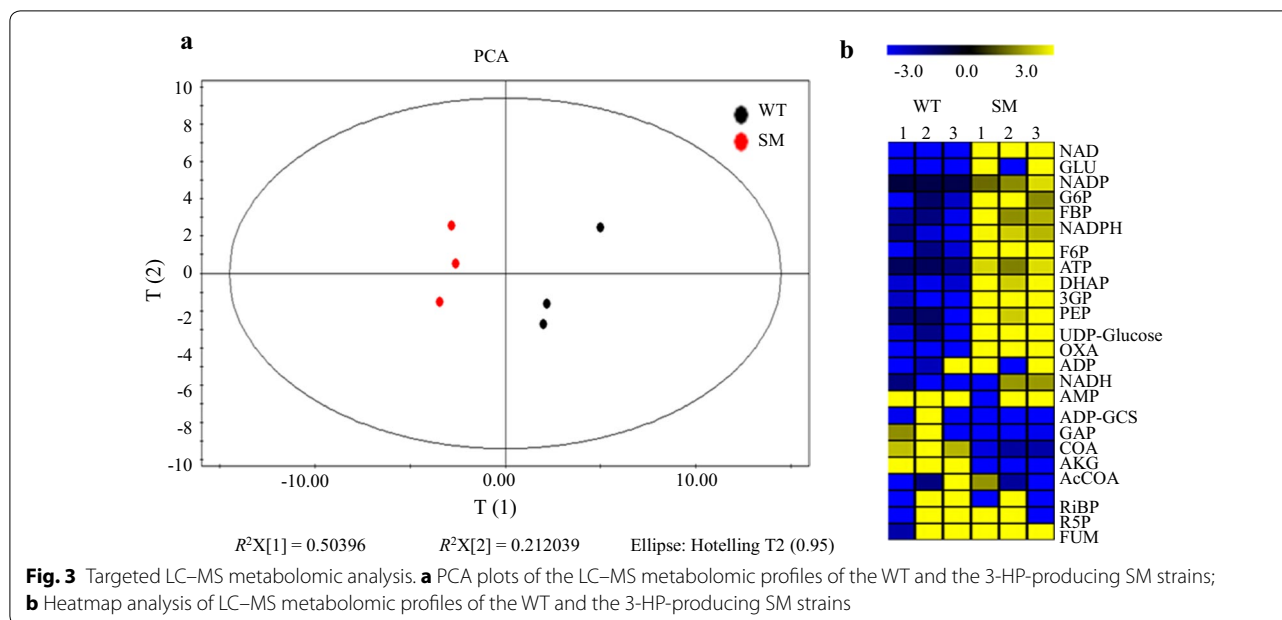 a
PCA
10
8
6
4
2
0
-2
-4
-6
-8
-10
T (2)
WT
SM
-10.00
0.00
10.00
T (1)
R²X[1] = 0.50396
R²X[2] = 0.212039
Ellipse: Hotelling T2 (0.95)
b
-3.0 0.0 3.0
WT SM
1 2 3 1 2 3
NAD
GLU
NADP
G6P
FBP
NADPH
F6P
ATP
DHAP
3GP
PEP
UDP-Glucose
OXA
ADP
NADH
AMP
ADP-GCS
GAP
COA
AKG
AcCOA
RiBP
R5P
FUM
Fig. 3 Targeted LC–MS metabolomic analysis. a PCA plots of the LC–MS metabolomic profiles of the WT and the 3-HP-producing SM strains;
b Heatmap analysis of LC–MS metabolomic profiles of the WT and the 3-HP-producing SM strains